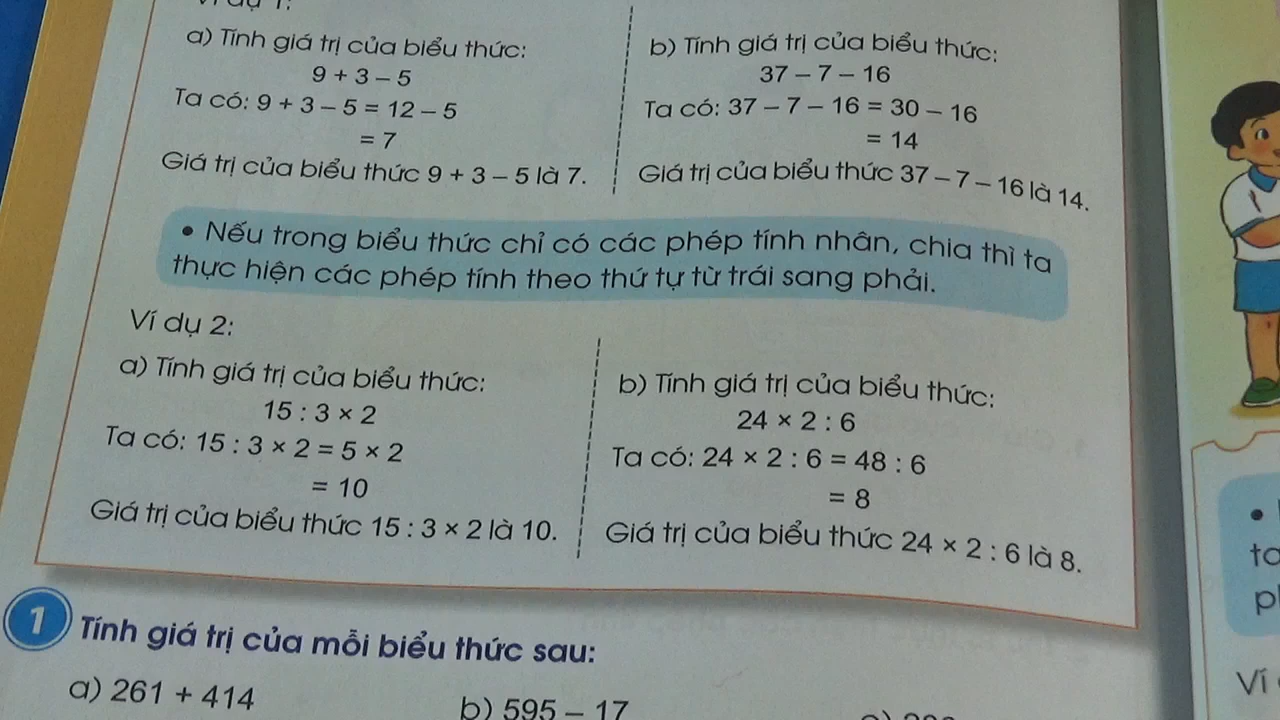 a) Tính giá trị của biểu thức:
9 + 3 – 5
Ta có: 9 + 3 – 5 = 12 – 5
= 7
Giá trị của biểu thức 9 + 3 – 5 là 7.
b) Tính giá trị của biểu thức:
37 – 7 – 16
Ta có: 37 – 7 – 16 = 30 – 16
= 14
Giá trị của biểu thức 37 – 7 – 16 là 14.
• Nếu trong biểu thức chỉ có các phép tính nhân, chia thì ta
thực hiện các phép tính theo thứ tự từ trái sang phải.
Ví dụ 2:
a) Tính giá trị của biểu thức:
15 : 3 × 2
Ta có: 15 : 3 × 2 = 5 × 2
= 10
Giá trị của biểu thức 15 : 3 × 2 là 10.
b) Tính giá trị của biểu thức:
24 × 2 : 6
Ta có: 24 × 2 : 6 = 48 : 6
= 8
Giá trị của biểu thức 24 × 2 : 6 là 8.
1 Tính giá trị của mỗi biểu thức sau:
a) 261 + 414
b) 595 – 17
Ví